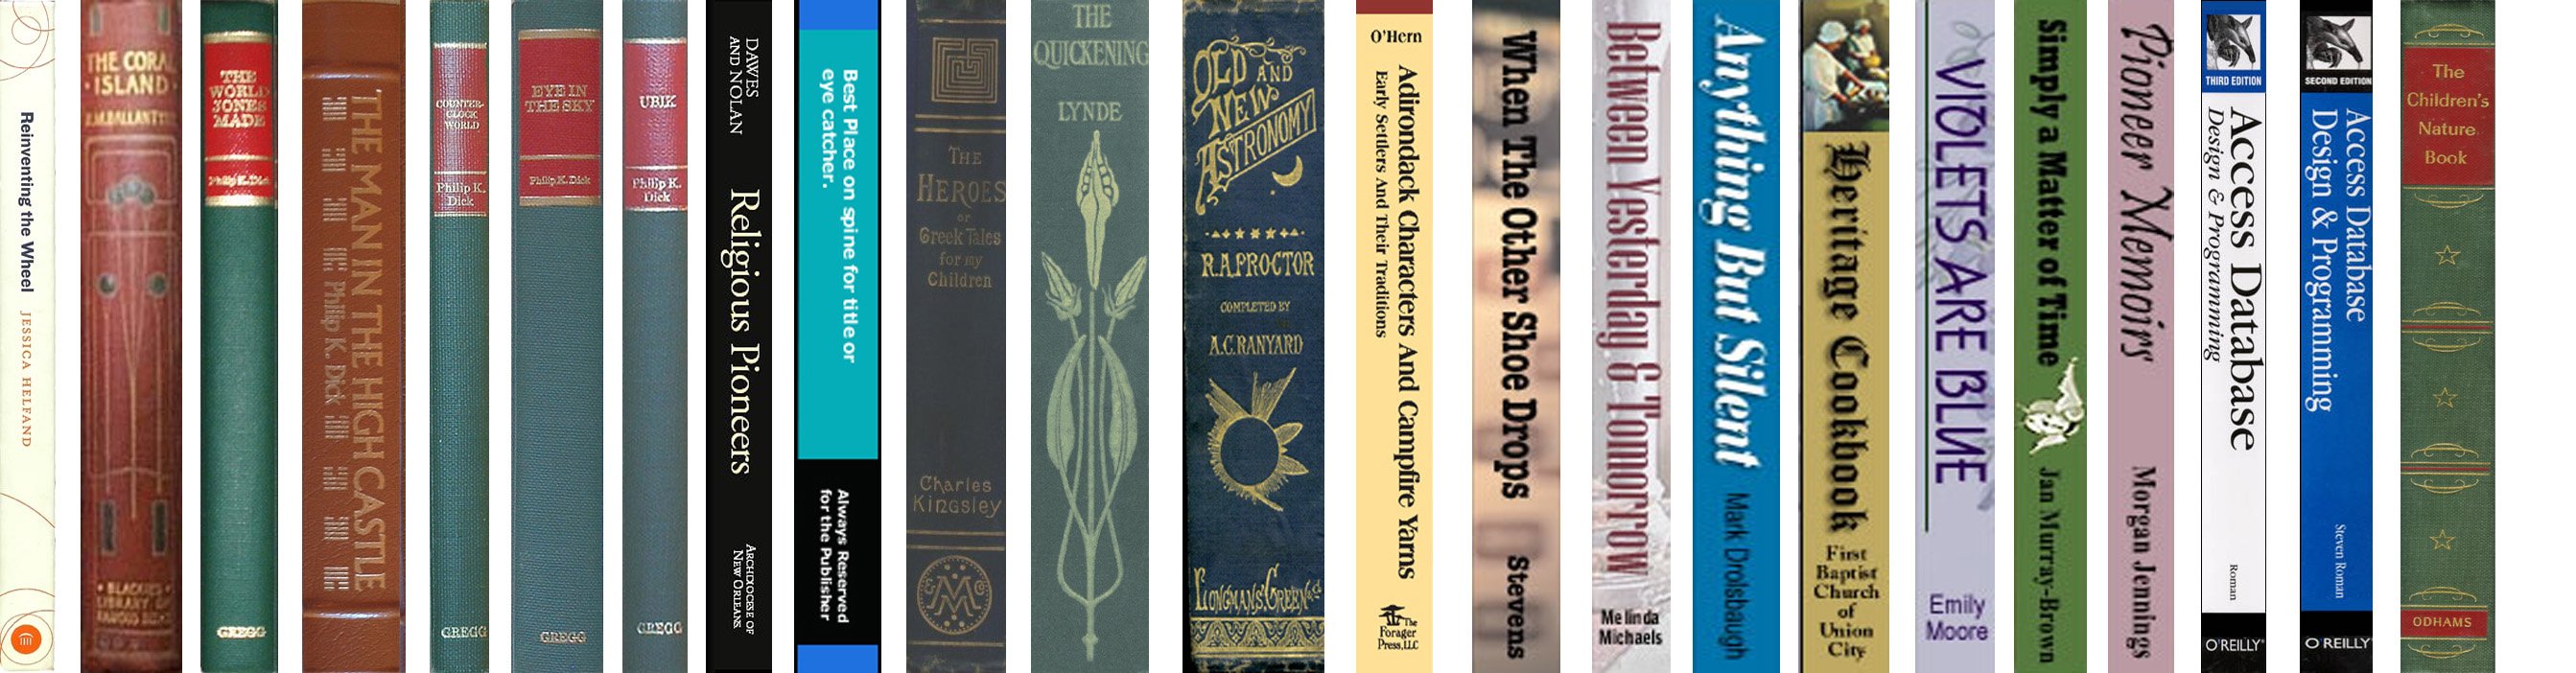 Reinventing the Wheel JESSICA HELFAND
THE CORAL
ISLAND
R.M.BALLANTYNE
BLACKIE'S
LIBRARY OF
THE
WORLD
JONES
MADE
Philip K. Dick
GREGG
THE MAN IN THE HIGH CASTLE
Philip K. Dick
COUNTER-
CLOCK
WORLD
Philip K.
Dick
GREGG
EYE IN
THE SKY
Philip K. Dick
GREGG
UBIK
Philip K.
Dick
GREGG
DAWES
AND NOLAN
Religious Pioneers
ARCHDIOCESE OF
NEW ORLEANS
Best Place on spine for title or
eye catcher.
Always Reserved
for the Publisher
THE
HEROES
or
Greek Tales
for my
Children
Charles
Kingsley
M
THE
QUICKENING
LYNDE
OLD AND
NEW
ASTRONOMY
R.A.PROCTOR
COMPLETED BY
A.C.RANYARD
LONGMANS, GREEN & Co
O'Hern
Adirondack Characters And Campfire Yarns
Early Settlers And Their Traditions
The
Forager
Press, LLC
When The Other Shoe Drops Stevens
Between Yesterday & Tomorrow
Melinda
Michaels
Anything But Silent Mark Drolsbaugh
Heritage Cookbook
First
Baptist
Church
of
Union
City
VIOLETS ARE BLUE
Emily
Moore
Simply a Matter of Time Jan Murray-Brown
Pioneer Memoirs Morgan Jennings
THIRD EDITION
Access Database
Design & Programming
Roman
O'REILLY®
SECOND EDITION
Access Database
Design & Programming
Steven Roman
O'REILLY
The
Children's
Nature
Book
ODHAMS